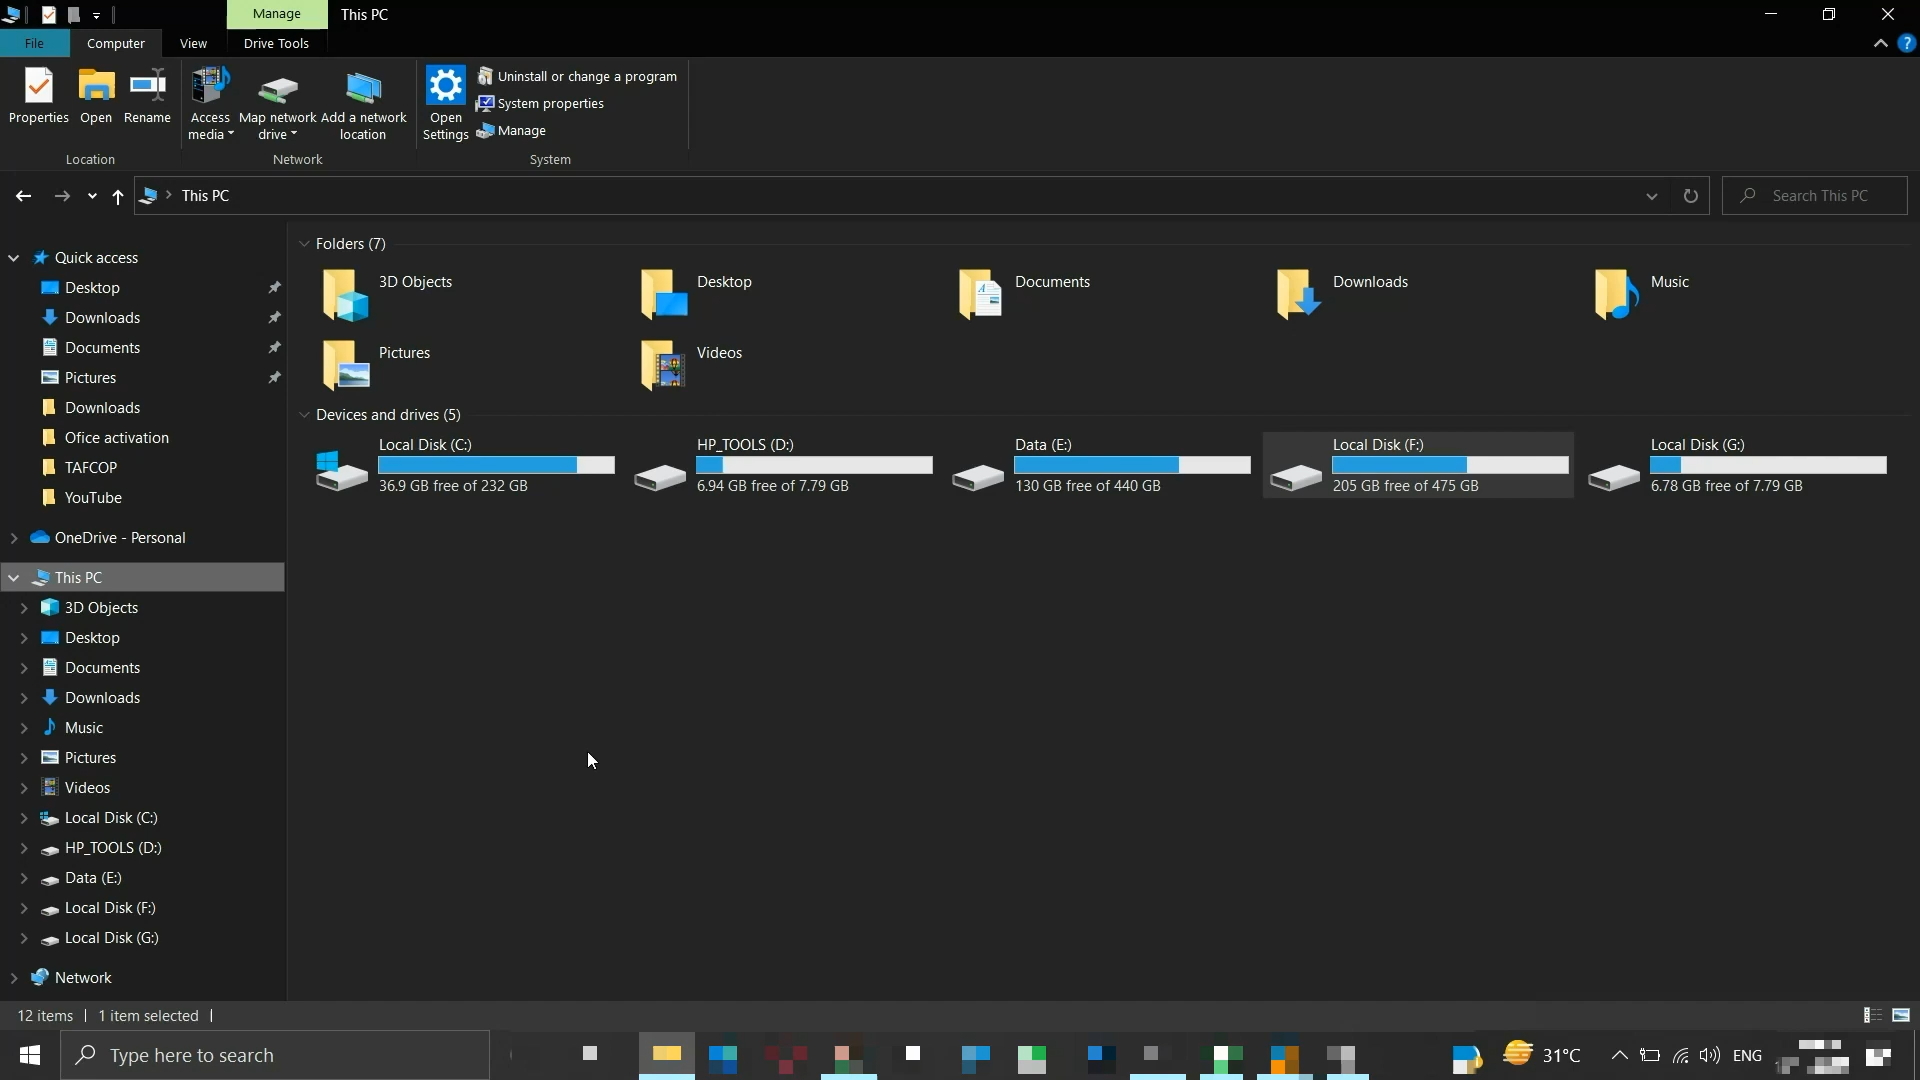 Manage
This PC
File
Computer
View
Drive Tools
Properties
Open
Rename
Access media
Map network drive
Add a network location
Open Settings
Uninstall or change a program
System properties
Manage
Location
Network
System
This PC
Search This PC
Quick access
Desktop
Downloads
Documents
Pictures
Downloads
Ofice activation
TAFCOP
YouTube
OneDrive - Personal
This PC
3D Objects
Desktop
Documents
Downloads
Music
Pictures
Videos
Local Disk (C:)
HP_TOOLS (D:)
Data (E:)
Local Disk (F:)
Local Disk (G:)
Network
Folders (7)
3D Objects
Desktop
Documents
Downloads
Music
Pictures
Videos
Devices and drives (5)
Local Disk (C:)
36.9 GB free of 232 GB
HP_TOOLS (D:)
6.94 GB free of 7.79 GB
Data (E:)
130 GB free of 440 GB
Local Disk (F:)
205 GB free of 475 GB
Local Disk (G:)
6.78 GB free of 7.79 GB
12 items
1 item selected
Type here to search
31°C
ENG